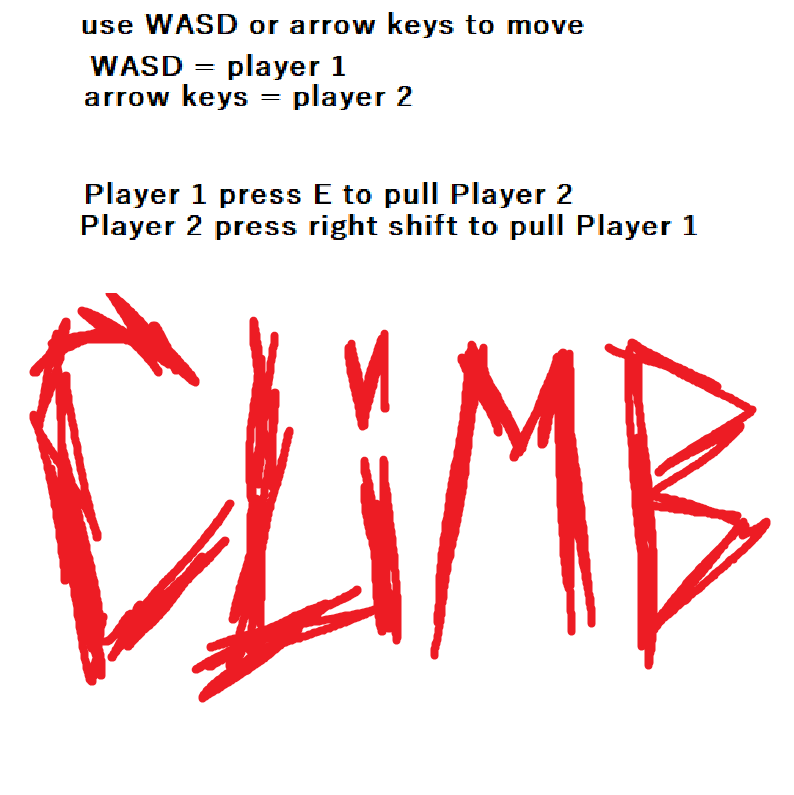 use WASD or arrow keys to move
WASD = player 1
arrow keys = player 2
Player 1 press E to pull Player 2
Player 2 press right shift to pull Player 1
CLiMB